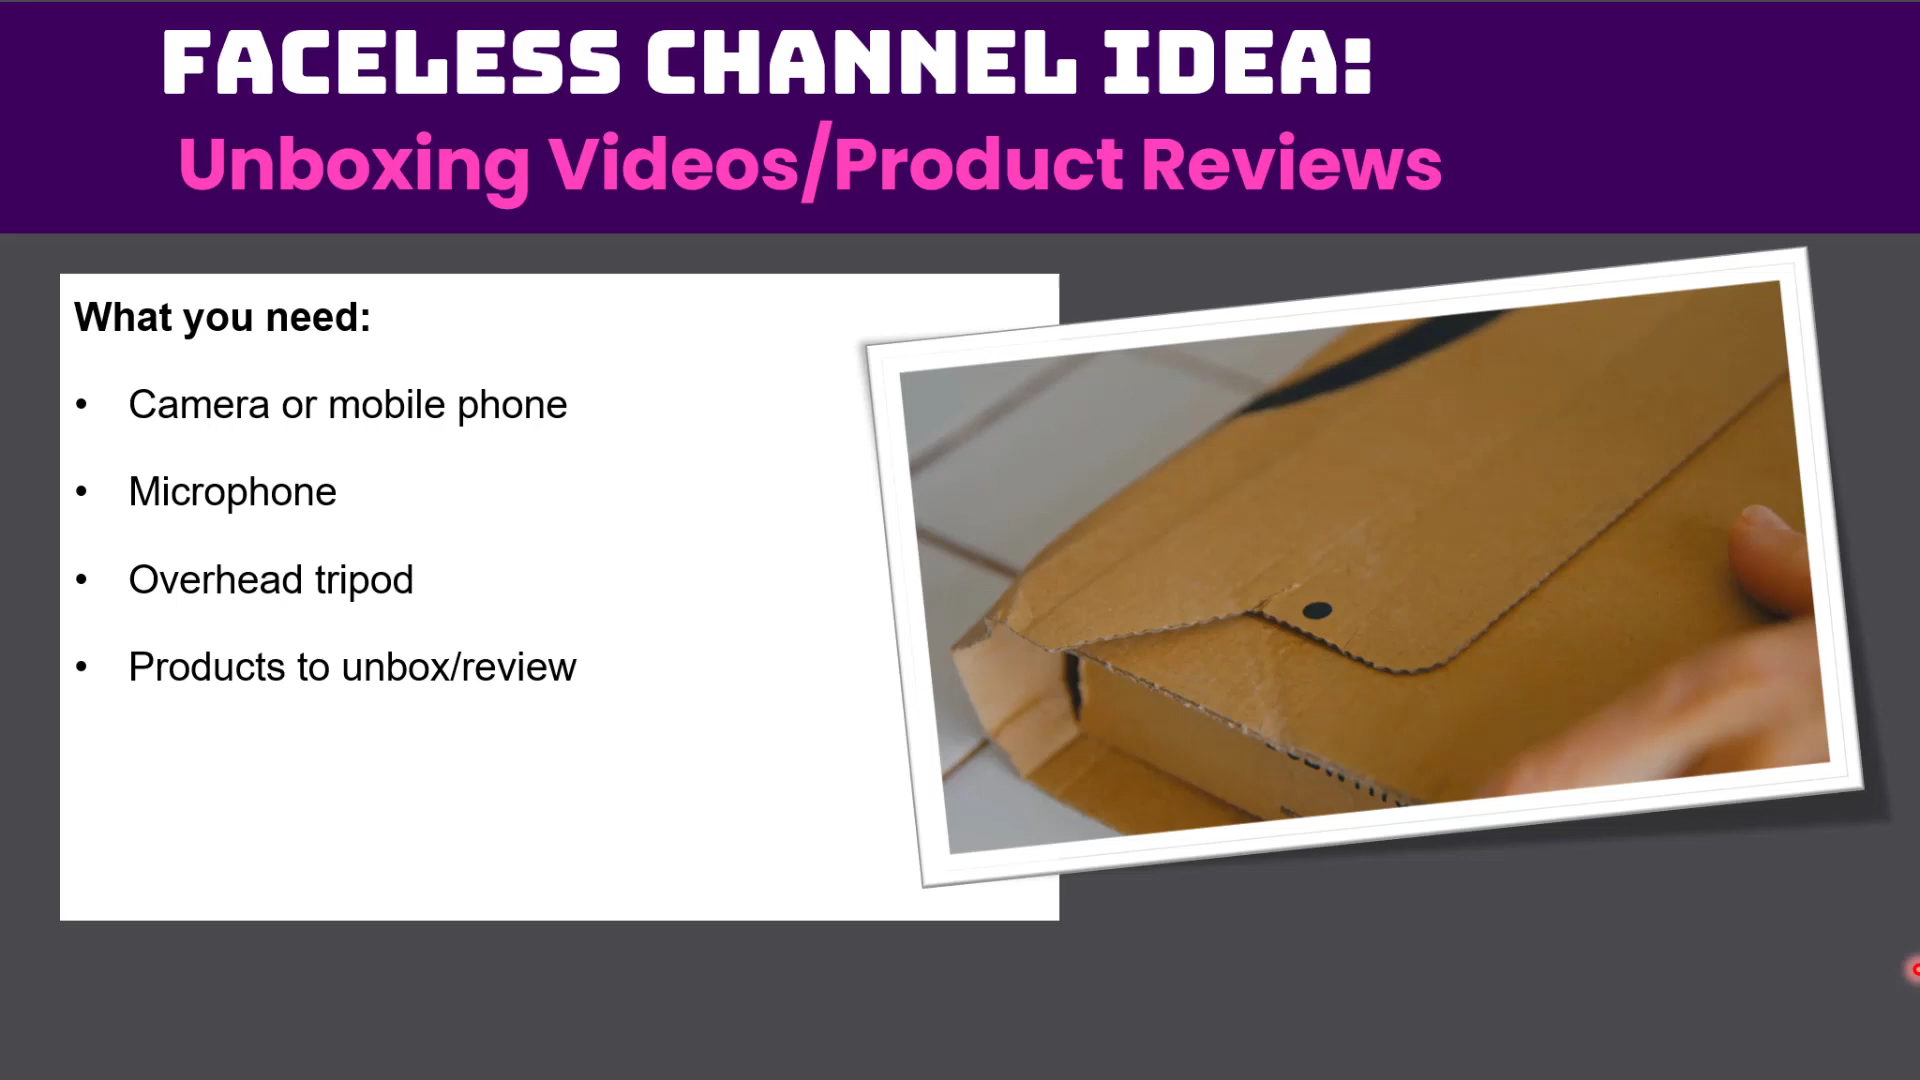 FACELESS CHANNEL IDEA:
Unboxing Videos/Product Reviews
What you need:
• Camera or mobile phone
• Microphone
• Overhead tripod
• Products to unbox/review